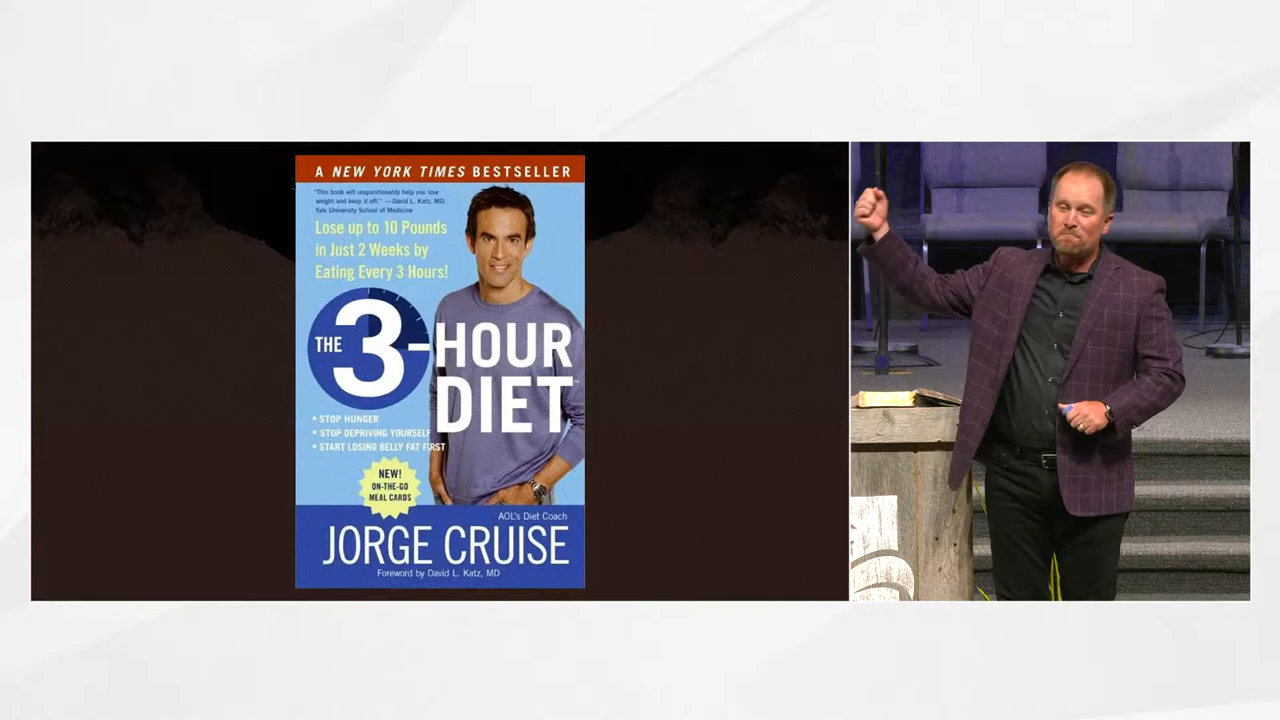 A NEW YORK TIMES BESTSELLER
"This book will unquestionably help you lose
weight and keep it off." — David L. Katz, MD,
Yale University School of Medicine
Lose up to 10 Pounds
in Just 2 Weeks by
Eating Every 3 Hours!
THE 3-HOUR
DIET™
• STOP HUNGER
• STOP DEPRIVING YOURSELF
• START LOSING BELLY FAT FIRST
NEW!
ON-THE-GO
MEAL CARDS
AOL's Diet Coach
JORGE CRUISE
Foreword by David L. Katz, MD